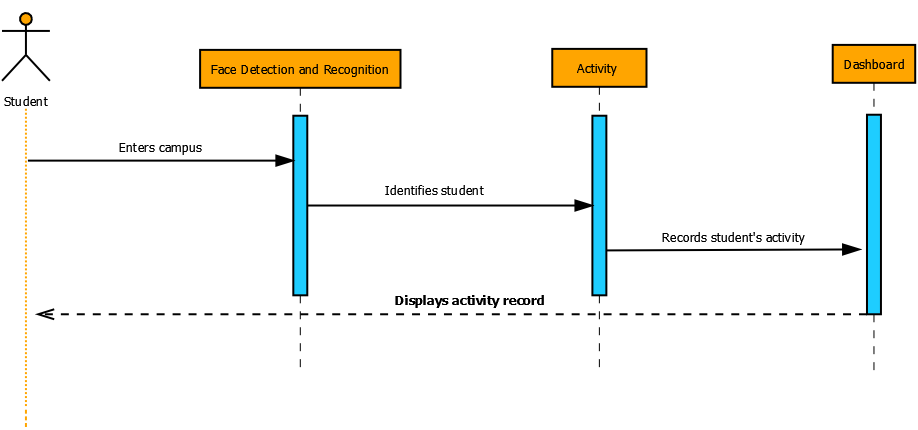 Student
Face Detection and Recognition
Activity
Dashboard
Enters campus
Identifies student
Records student's activity
Displays activity record